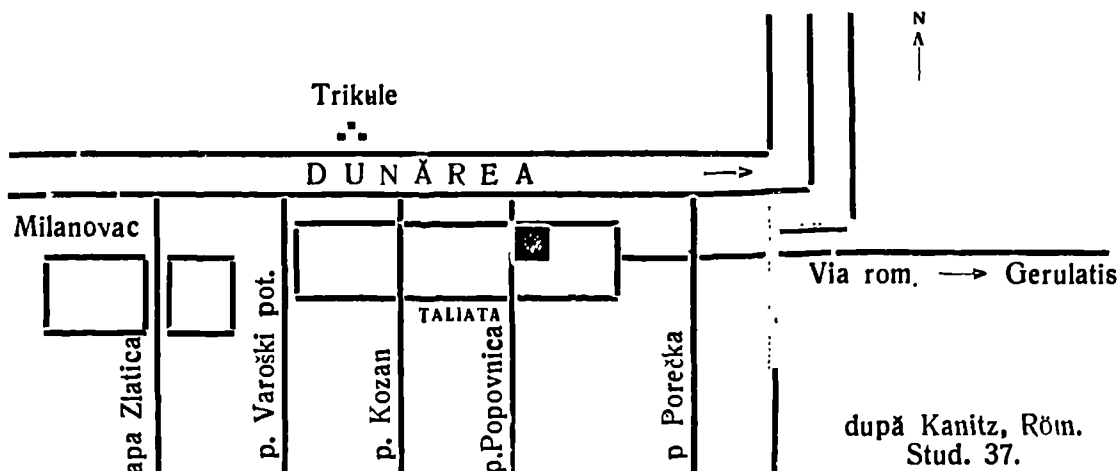 N
Trikule
DUNĂREA
Milanovac
Via rom. → Gerulatis
TALIATA
apa Zlatica
p. Varoški pot.
p. Kozan
p.Popovnica
p Porečka
după Kanitz, Röm.
Stud. 37.